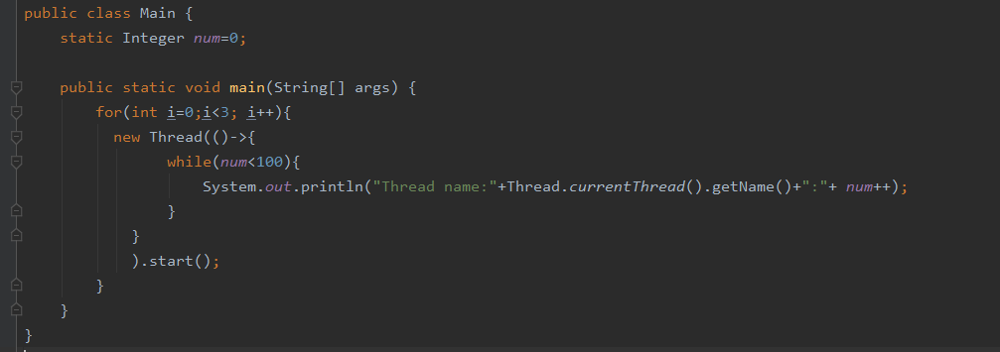 public class Main {
static Integer num=0;
public static void main(String[] args) {
for(int i=0;i<3; i++){
new Thread(()->{
while(num<100){
System.out.println("Thread name:"+Thread.currentThread().getName()+":"+ num++);
}
}
).start();
}
}
}